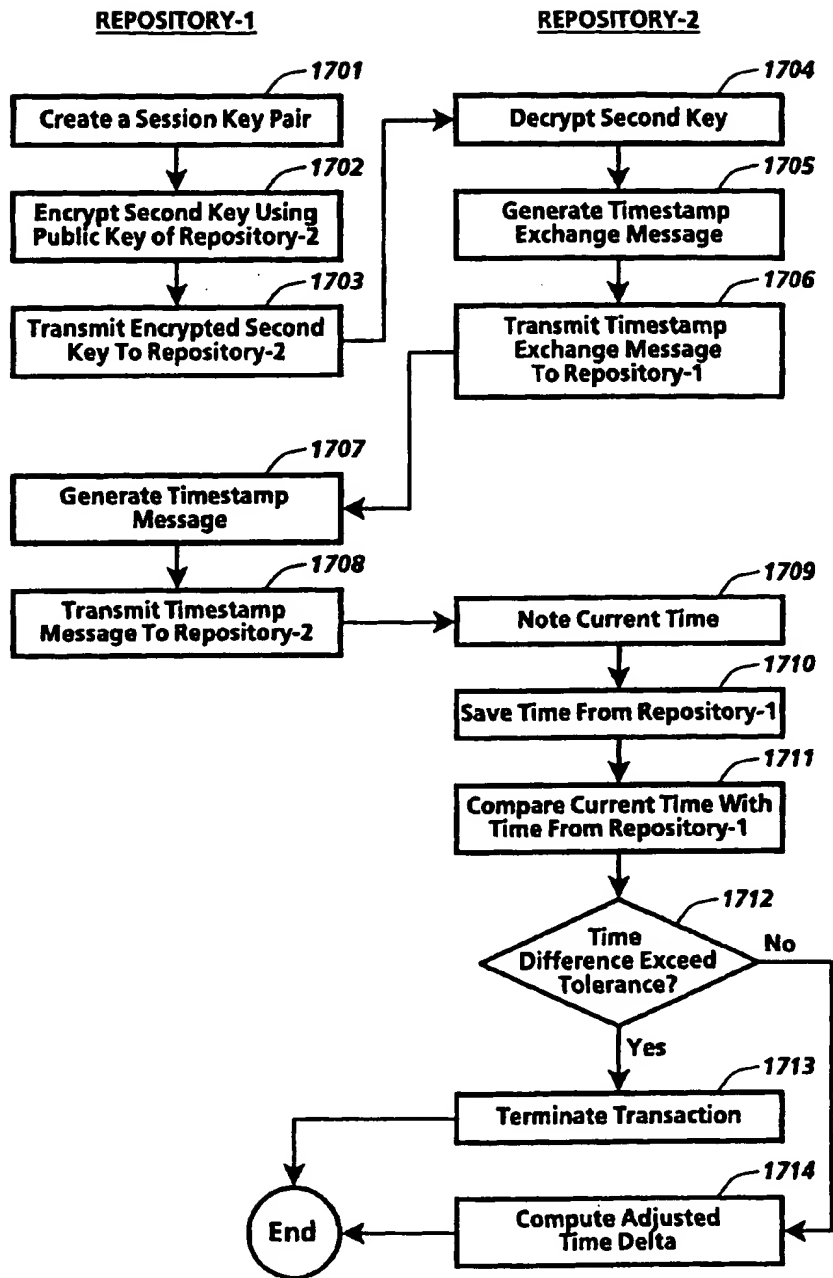 REPOSITORY-1
REPOSITORY-2
1701
Create a Session Key Pair
1702
Encrypt Second Key Using
Public Key of Repository-2
1703
Transmit Encrypted Second
Key To Repository-2
1704
Decrypt Second Key
1705
Generate Timestamp
Exchange Message
1706
Transmit Timestamp
Exchange Message
To Repository-1
1707
Generate Timestamp
Message
1708
Transmit Timestamp
Message To Repository-2
1709
Note Current Time
1710
Save Time From Repository-1
1711
Compare Current Time With
Time From Repository-1
1712
Time
Difference Exceed
Tolerance?
No
Yes
1713
Terminate Transaction
1714
Compute Adjusted
Time Delta
End